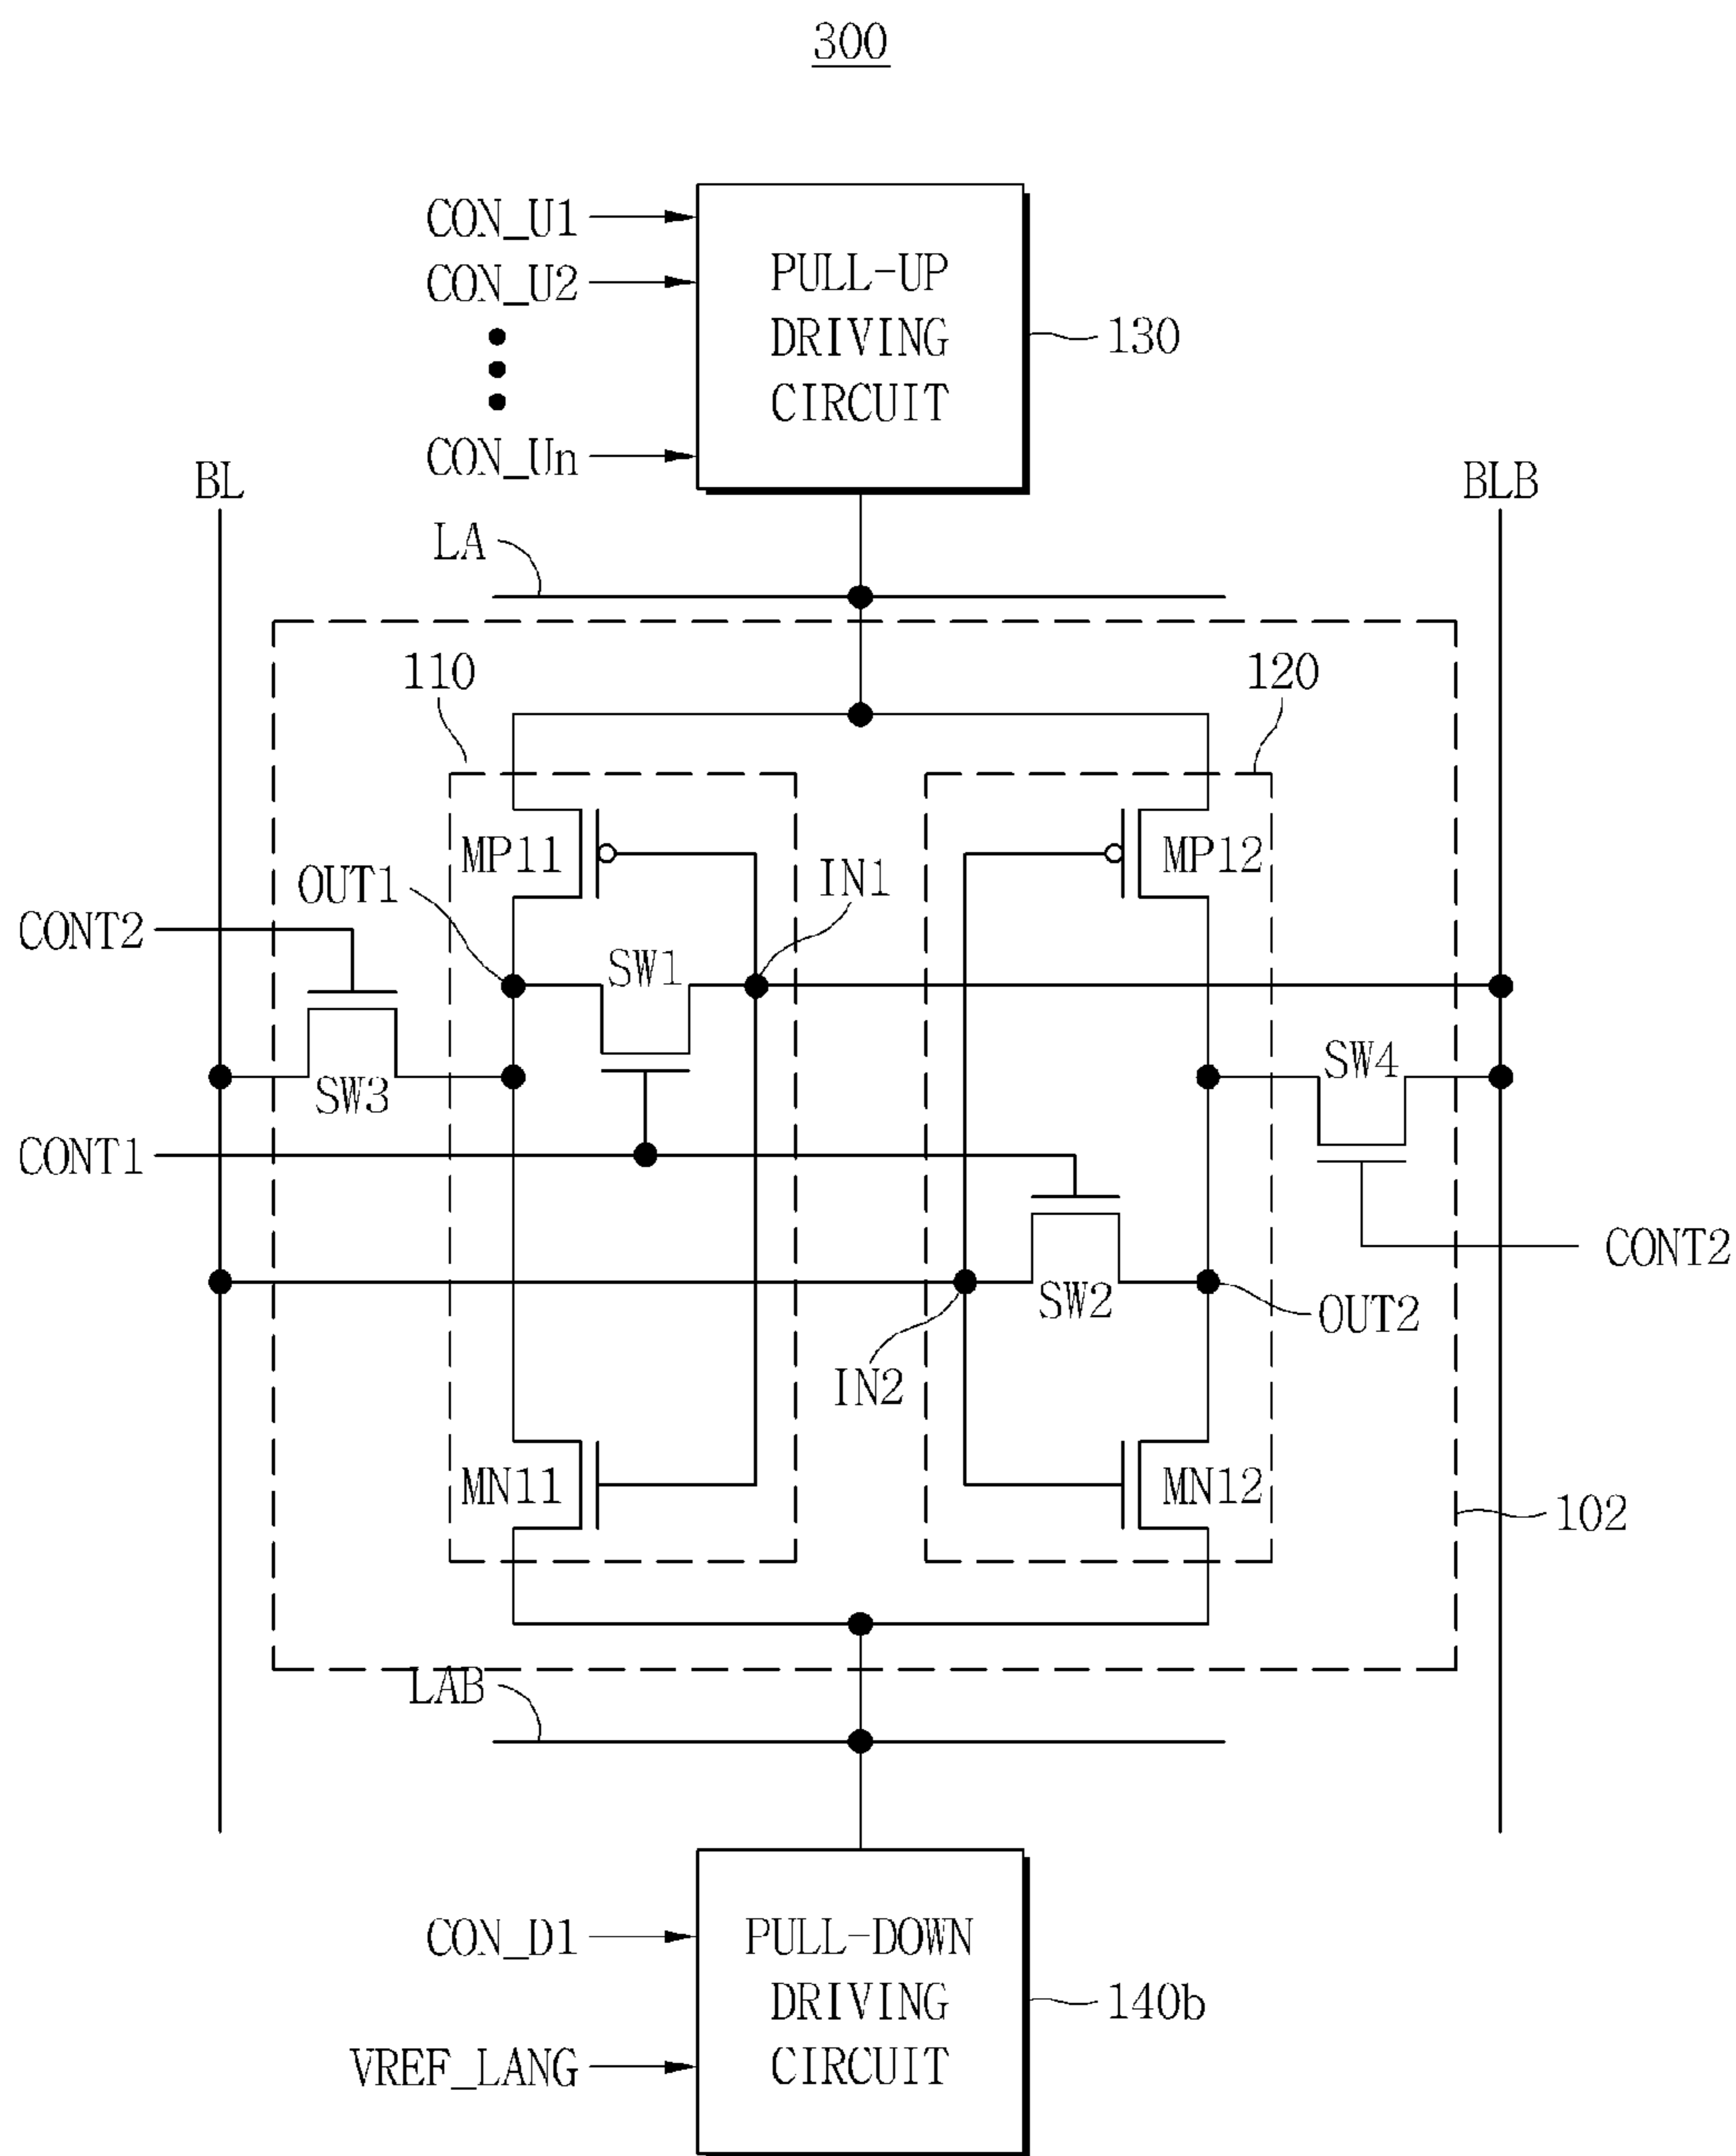 300
CON_U1
CON_U2
CON_Un
PULL-UP
DRIVING
CIRCUIT
130
BL
BLB
LA
110
120
MP11
MP12
OUT1
IN1
CONT2
SW1
SW3
SW4
CONT1
CONT2
SW2
OUT2
IN2
MN11
MN12
102
LAB
CON_D1
VREF_LANG
PULL-DOWN
DRIVING
CIRCUIT
140b